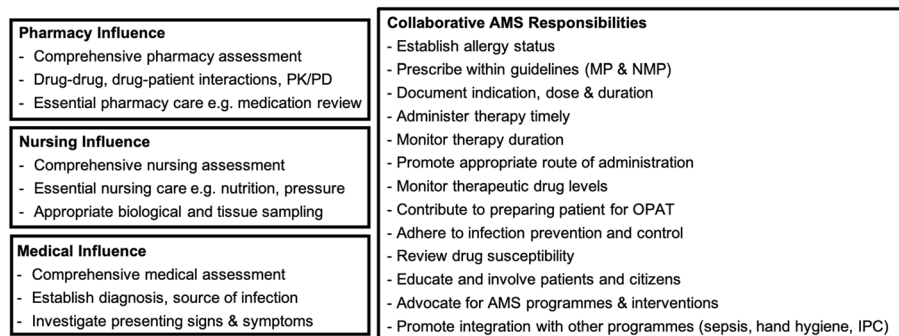 Pharmacy Influence
- Comprehensive pharmacy assessment
- Drug-drug, drug-patient interactions, PK/PD
- Essential pharmacy care e.g. medication review
Nursing Influence
- Comprehensive nursing assessment
- Essential nursing care e.g. nutrition, pressure
- Appropriate biological and tissue sampling
Medical Influence
- Comprehensive medical assessment
- Establish diagnosis, source of infection
- Investigate presenting signs & symptoms
Collaborative AMS Responsibilities
- Establish allergy status
- Prescribe within guidelines (MP & NMP)
- Document indication, dose & duration
- Administer therapy timely
- Monitor therapy duration
- Promote appropriate route of administration
- Monitor therapeutic drug levels
- Contribute to preparing patient for OPAT
- Adhere to infection prevention and control
- Review drug susceptibility
- Educate and involve patients and citizens
- Advocate for AMS programmes & interventions
- Promote integration with other programmes (sepsis, hand hygiene, IPC)